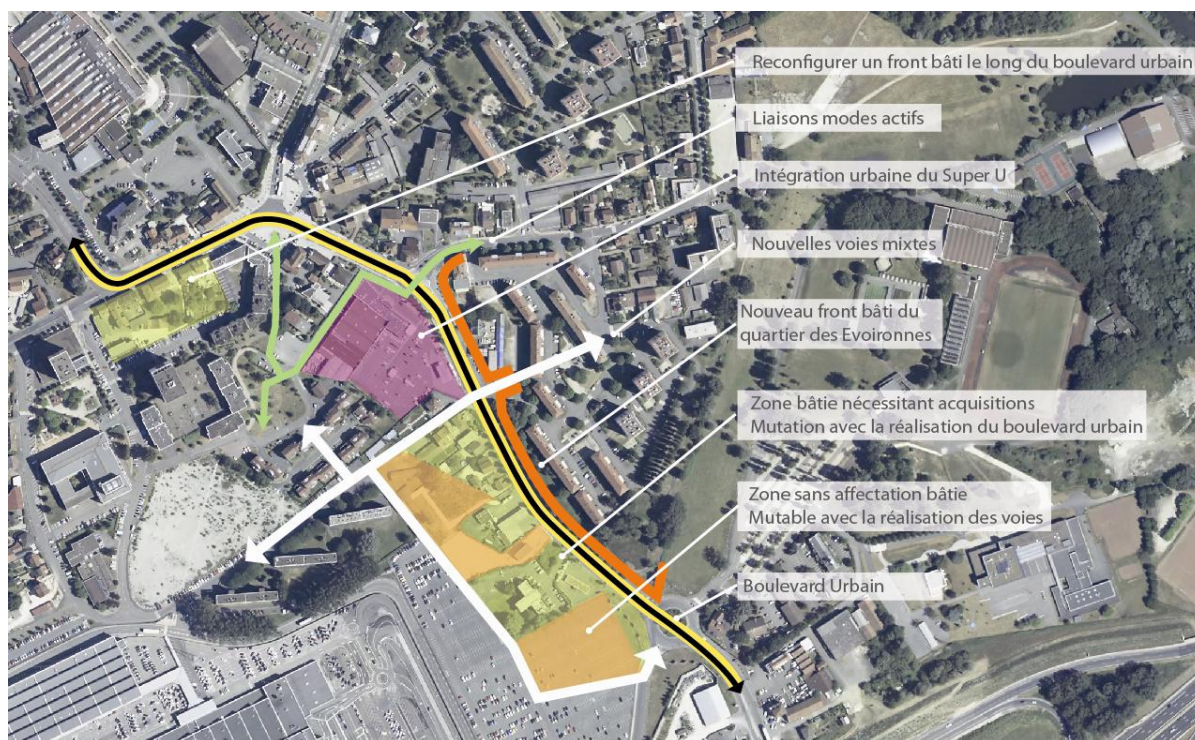 Reconfigurer un front bâti le long du boulevard urbain
Liaisons modes actifs
Intégration urbaine du Super U
Nouvelles voies mixtes
Nouveau front bâti du
quartier des Evoironnes
Zone bâtie nécessitant acquisitions
Mutation avec la réalisation du boulevard urbain
Zone sans affectation bâtie
Mutable avec la réalisation des voies
Boulevard Urbain